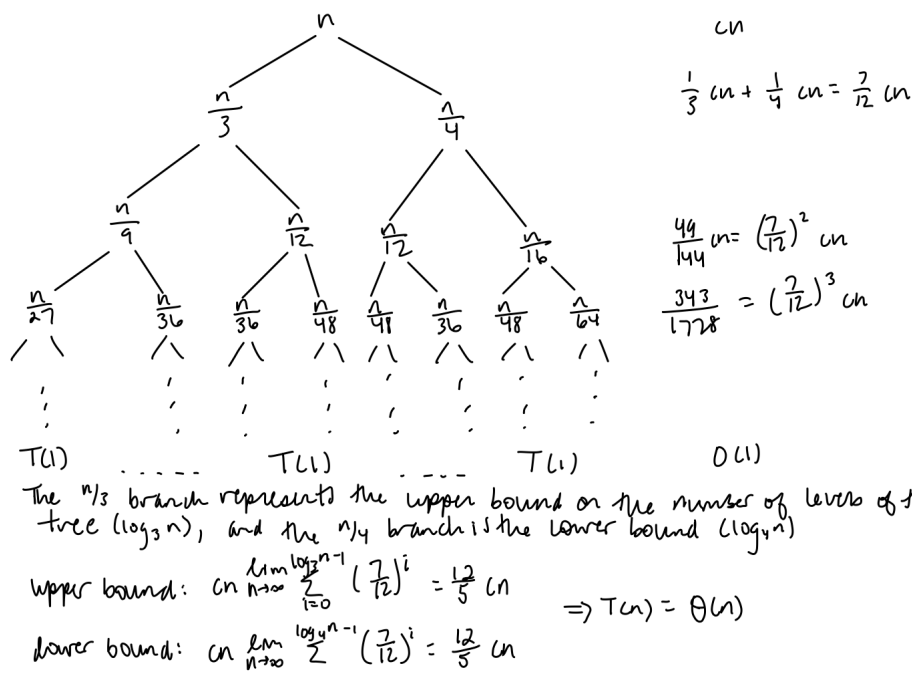 n
cn
n/3 n/4
1/3 cn + 1/4 cn = 7/12 cn
n/9 n/12 n/12 n/16
49/144 cn = (7/12)^2 cn
n/27 n/36 n/36 n/48 n/48 n/36 n/48 n/64
343/1728 = (7/12)^3 cn
T(1) ..... T(1) .... T(1) O(1)
The n/3 branch represents the upper bound on the number of levels of
tree (log_3 n), and the n/4 branch is the lower bound (log_4 n)
upper bound: cn lim n→∞ Σ i=0 log_3 n-1 (7/12)^i = 12/5 cn
⇒ T(n) = θ(n)
lower bound: cn lim n→∞ Σ log_4 n-1 (7/12)^i = 12/5 cn